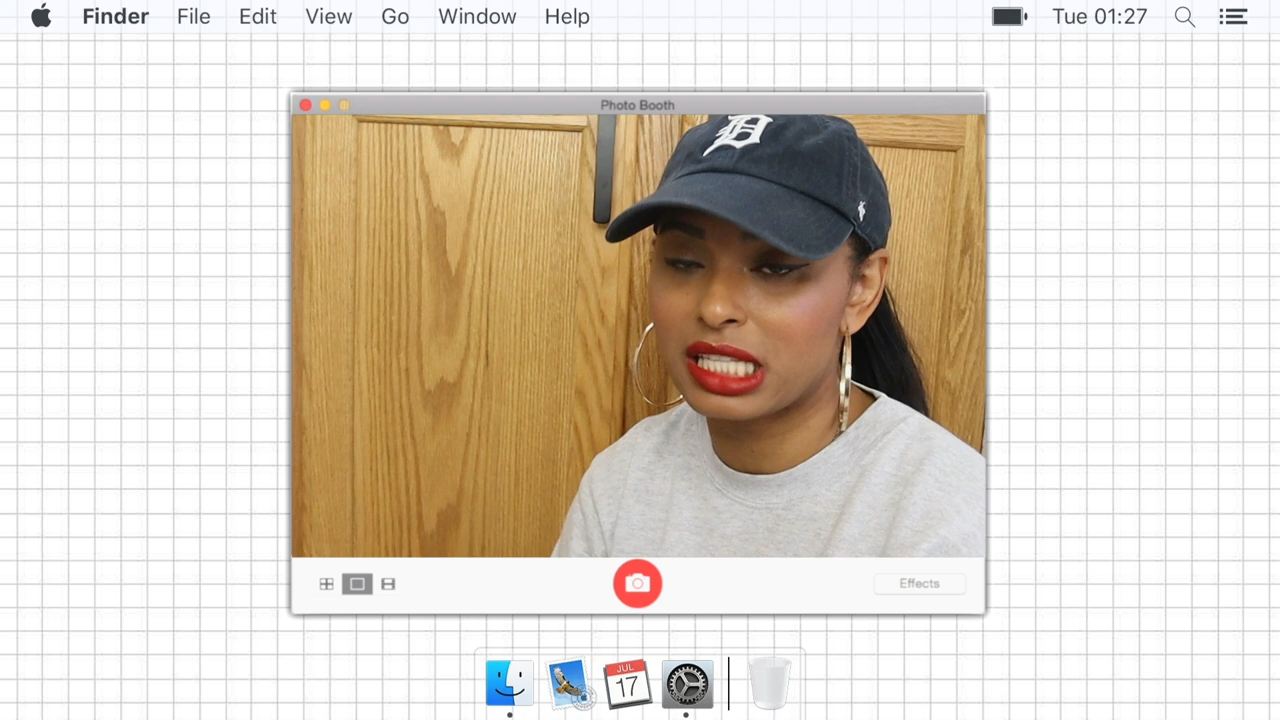 Finder File Edit View Go Window Help Tue 01:27
Photo Booth
D
Effects
JUL
17